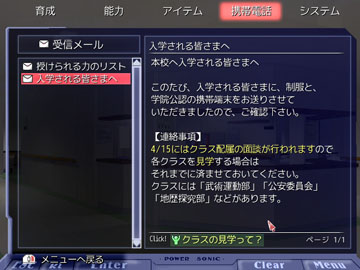 育成 能力 アイテム 携帯電話 システム
受信メール
授けられる力のリスト
入学される皆さまへ
入学される皆さまへ
本校へ入学される皆さまへ
このたび、入学される皆さまに、制服と、
学院公認の携帯端末をお送りさせて
いただきましたので、ご確認下さい。
【連絡事項】
4/15にはクラス配属の面談が行われますので
各クラスを見学する場合は
それまでに済ませておいてください。
クラスには「武術運動部」「公安委員会」
「地歴探究部」などがあります。
Click! クラスの見学って？ ページ 1/1
メニューへ戻る
Enter POWER SONIC Clear Menu